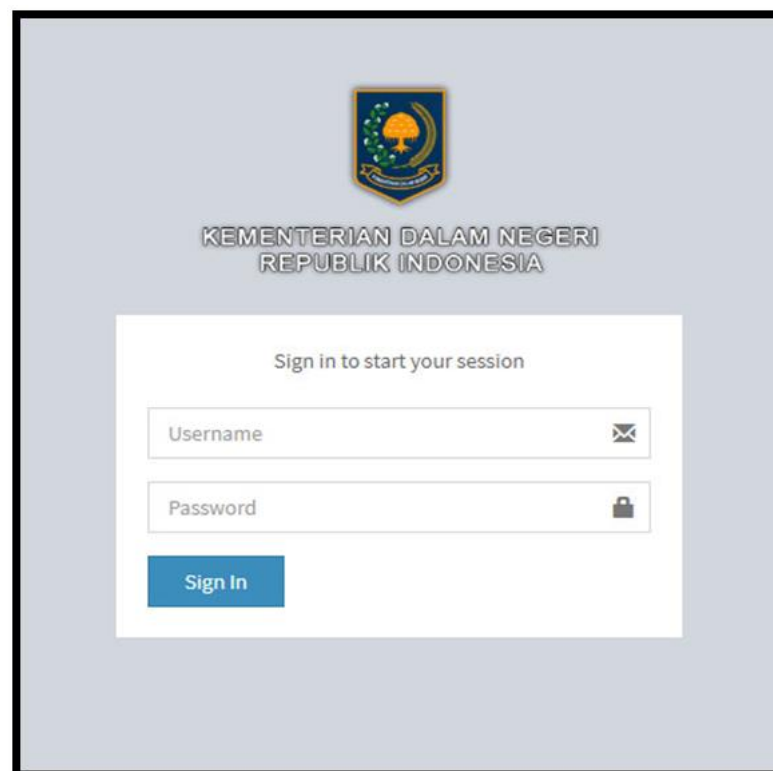 KEMENTERIAN DALAM NEGERI
REPUBLIK INDONESIA
Sign in to start your session
Username
Password
Sign In